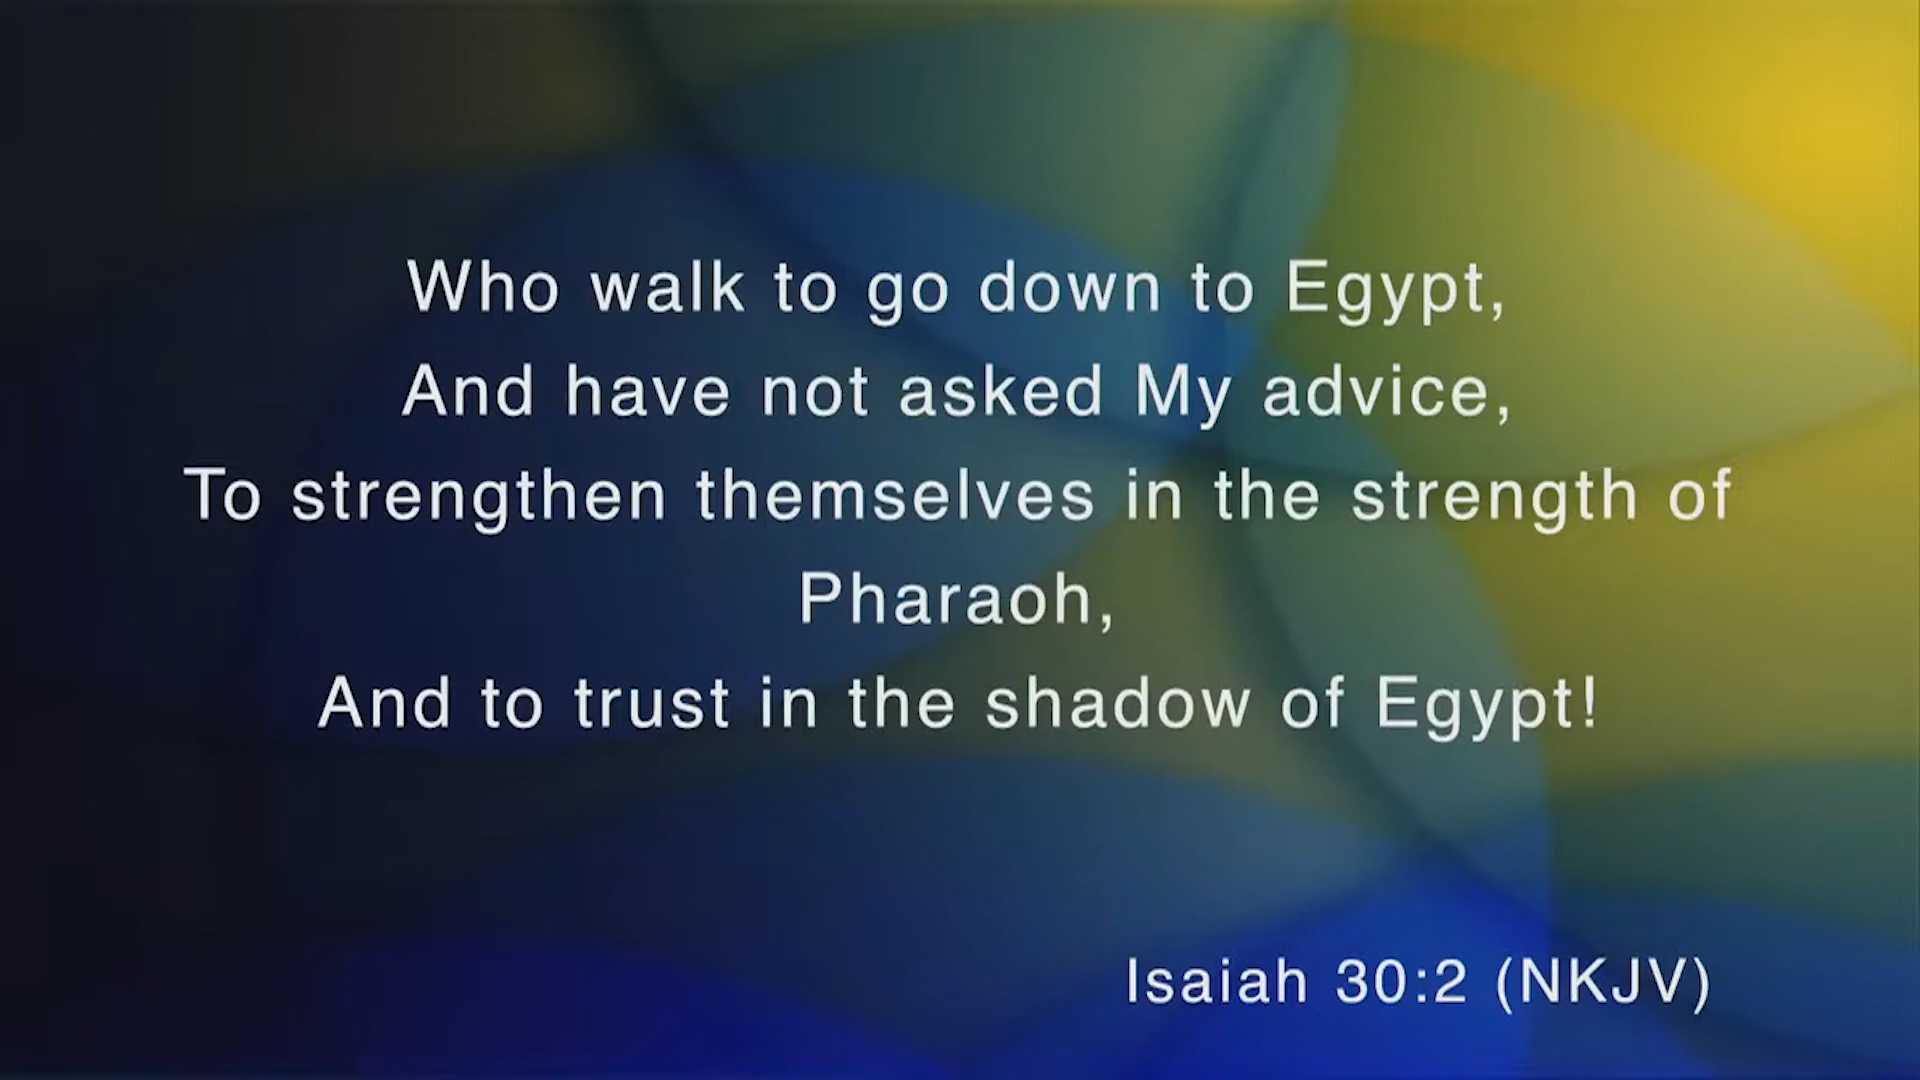 Who walk to go down to Egypt,
And have not asked My advice,
To strengthen themselves in the strength of
Pharaoh,
And to trust in the shadow of Egypt!
Isaiah 30:2 (NKJV)